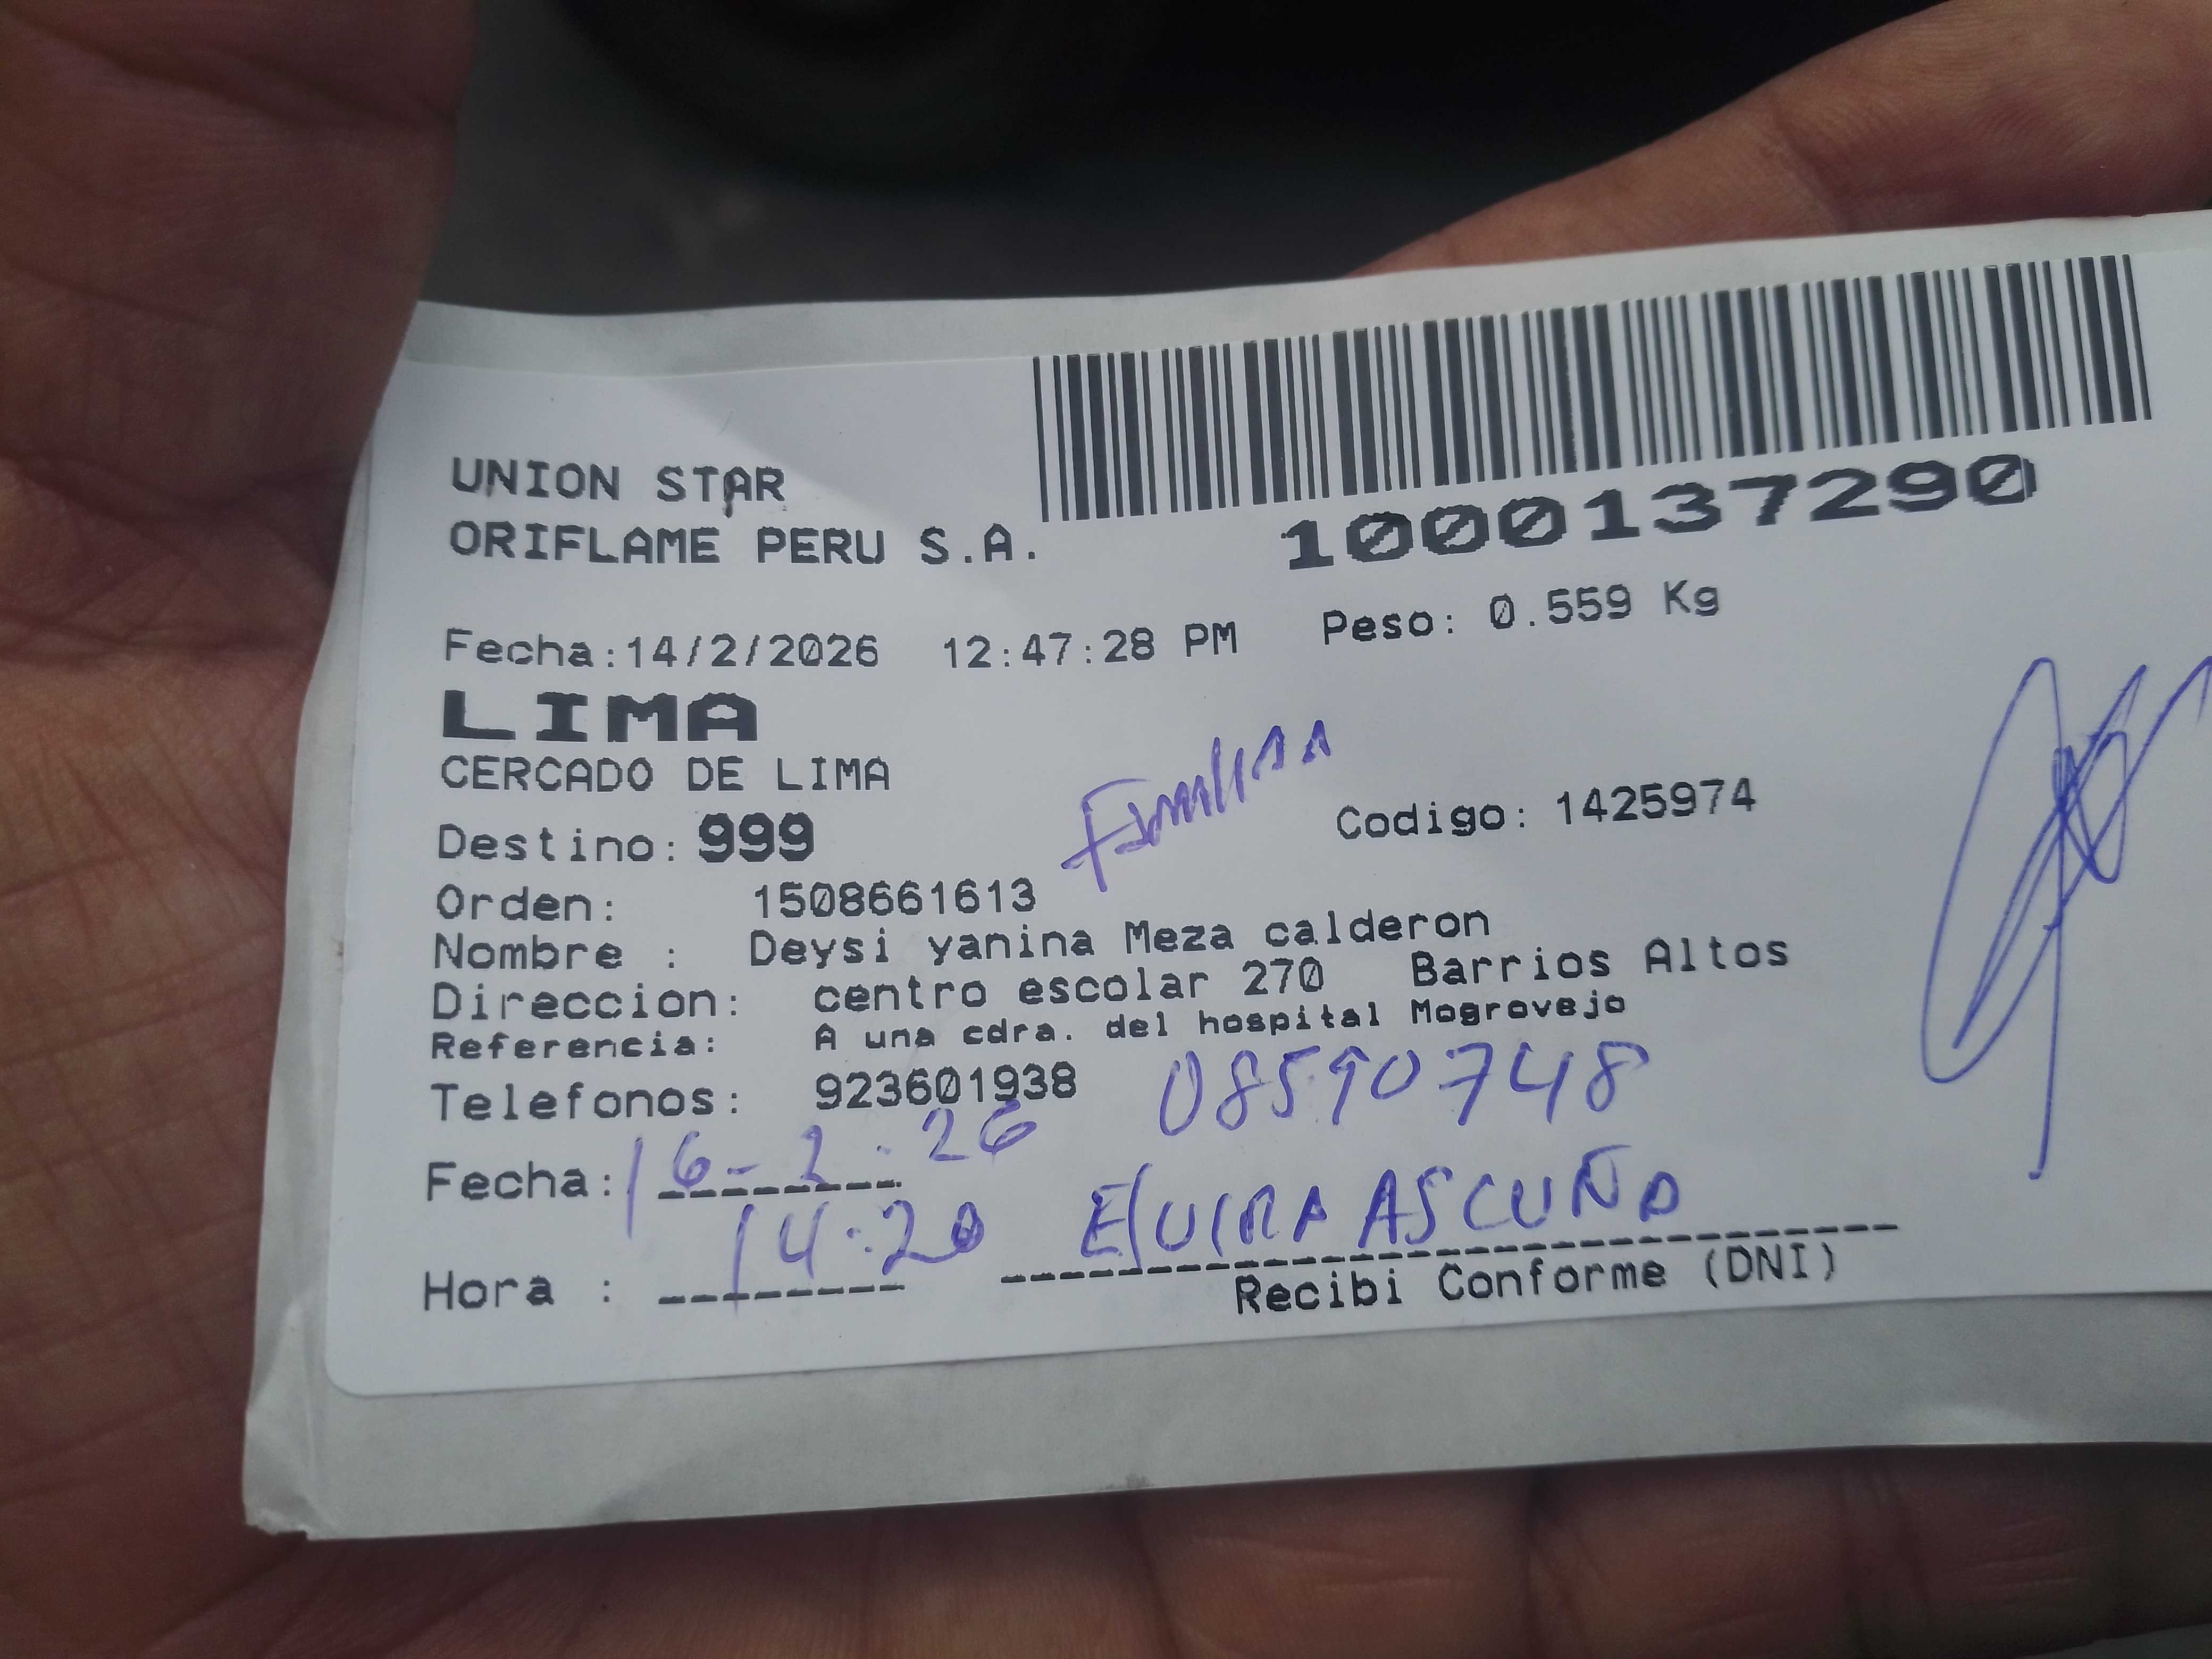 UNION STAR
ORIFLAME PERU S.A.
1000137290
Fecha:14/2/2026 12:47:28 PM Peso: 0.559 Kg
LIMA
CERCADO DE LIMA
Destino: 999 Codigo: 1425974
Orden: 1508661613
Nombre : Deysi yanina Meza calderon
Direccion: centro escolar 270 Barrios Altos
Referencia: A una cdra. del hospital Mogrovejo
Telefonos: 923601938 08590748
Fecha: 16-2-26
Hora : 14:20 ElVIRA ASCUÑA
Recibi Conforme (DNI)